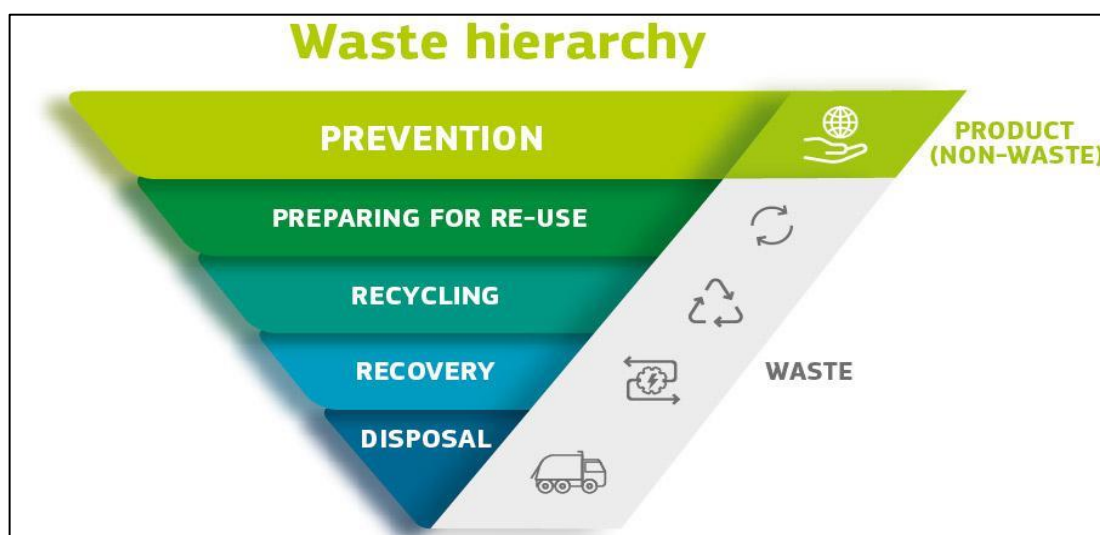 Waste hierarchy
PREVENTION
PRODUCT
(NON-WASTE)
PREPARING FOR RE-USE
RECYCLING
RECOVERY
WASTE
DISPOSAL